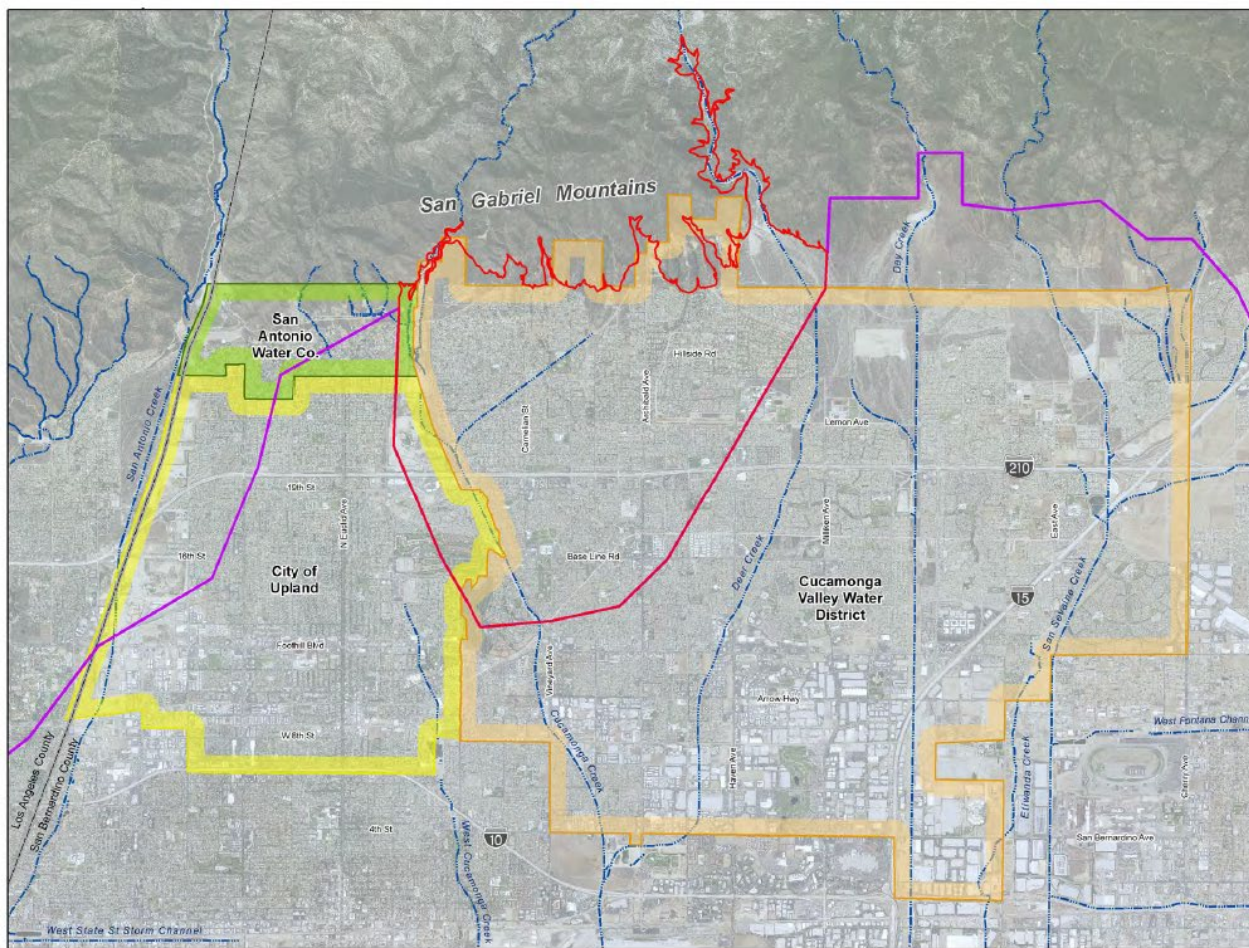 San Gabriel Mountains
San
Antonio
Water Co.
San Antonio Creek
Day Creek
Hillside Rd
Carnelian St
Archibald Ave
Lemon Ave
Milliken Ave
210
19th St
N Euclid Ave
16th St
Base Line Rd
East Ave
City of
Upland
Deer Creek
Cucamonga
Valley Water
District
15
San Sevaine Creek
Foothill Blvd
Vineyard Ave
Arrow Hwy
Cucamonga Creek
W 8th St
Haven Ave
West Fontana Channel
Etiwanda Creek
Cherry Ave
Los Angeles County
San Bernardino County
4th St
10
West Cucamonga Creek
San Bernardino Ave
West State St Storm Channel